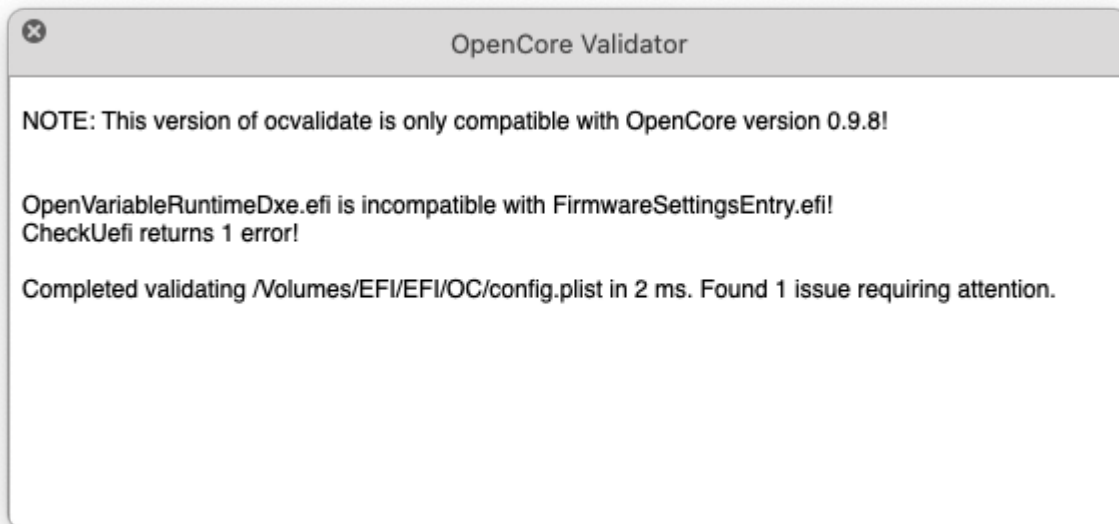 OpenCore Validator
NOTE: This version of ocvalidate is only compatible with OpenCore version 0.9.8!
OpenVariableRuntimeDxe.efi is incompatible with FirmwareSettingsEntry.efi!
CheckUefi returns 1 error!
Completed validating /Volumes/EFI/EFI/OC/config.plist in 2 ms. Found 1 issue requiring attention.